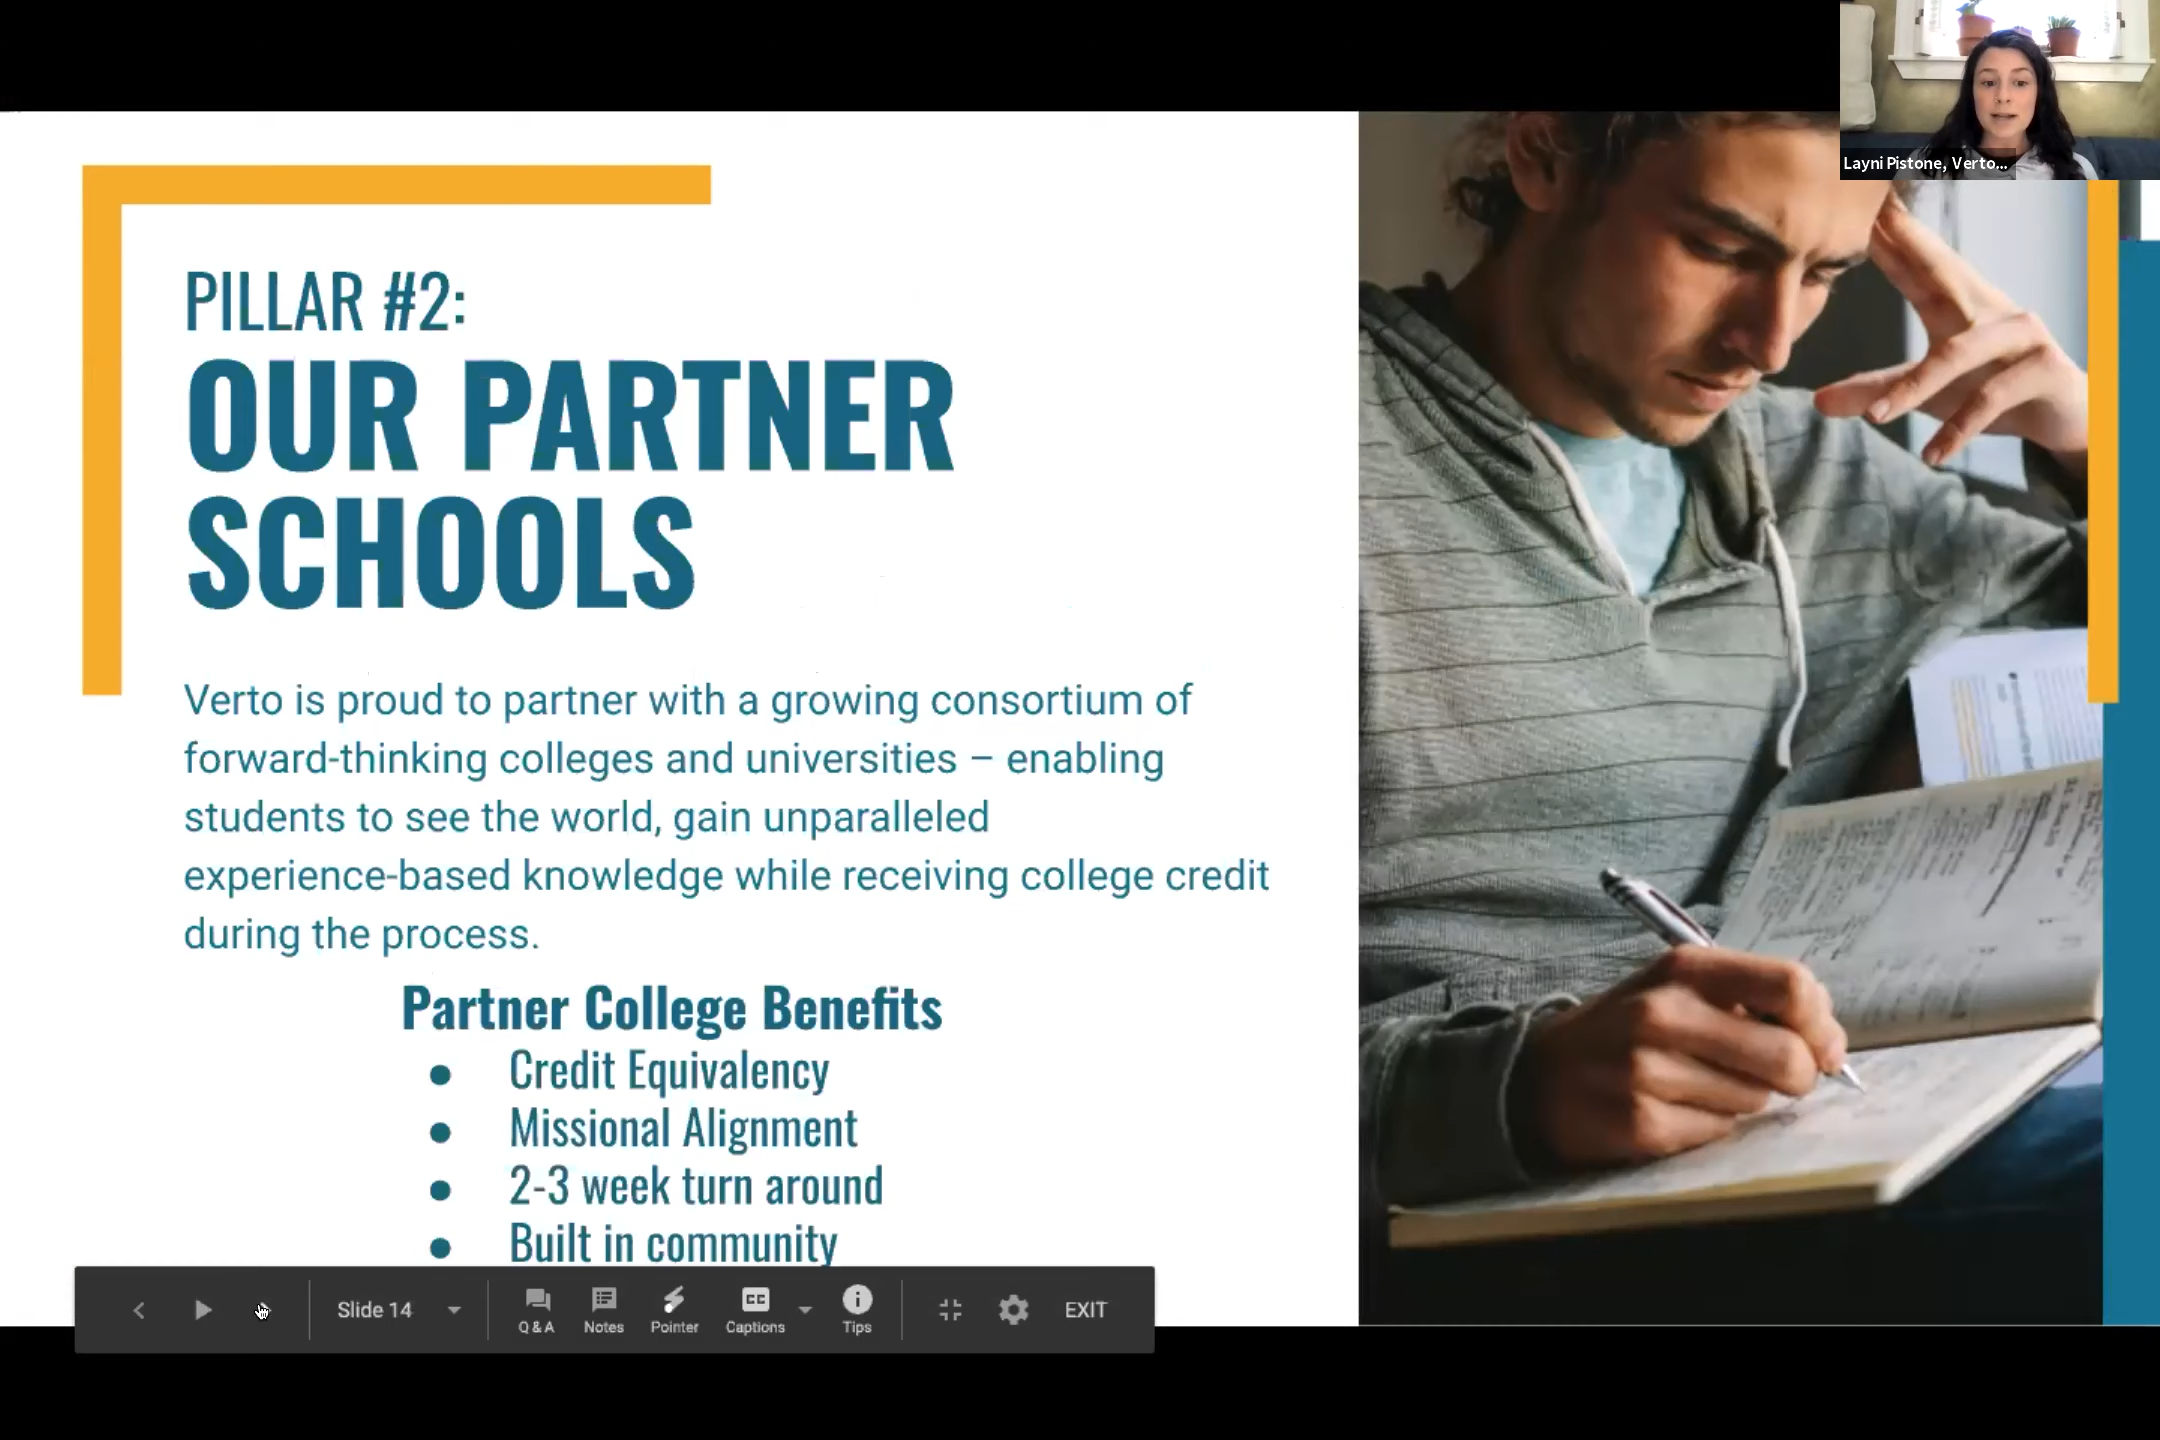 Layni Pistone, Verto...
PILLAR #2:
OUR PARTNER
SCHOOLS
Verto is proud to partner with a growing consortium of
forward-thinking colleges and universities – enabling
students to see the world, gain unparalleled
experience-based knowledge while receiving college credit
during the process.
Partner College Benefits
● Credit Equivalency
● Missional Alignment
● 2-3 week turn around
● Built in community
Slide 14
Q & A
Notes
Pointer
CC
Captions
Tips
EXIT